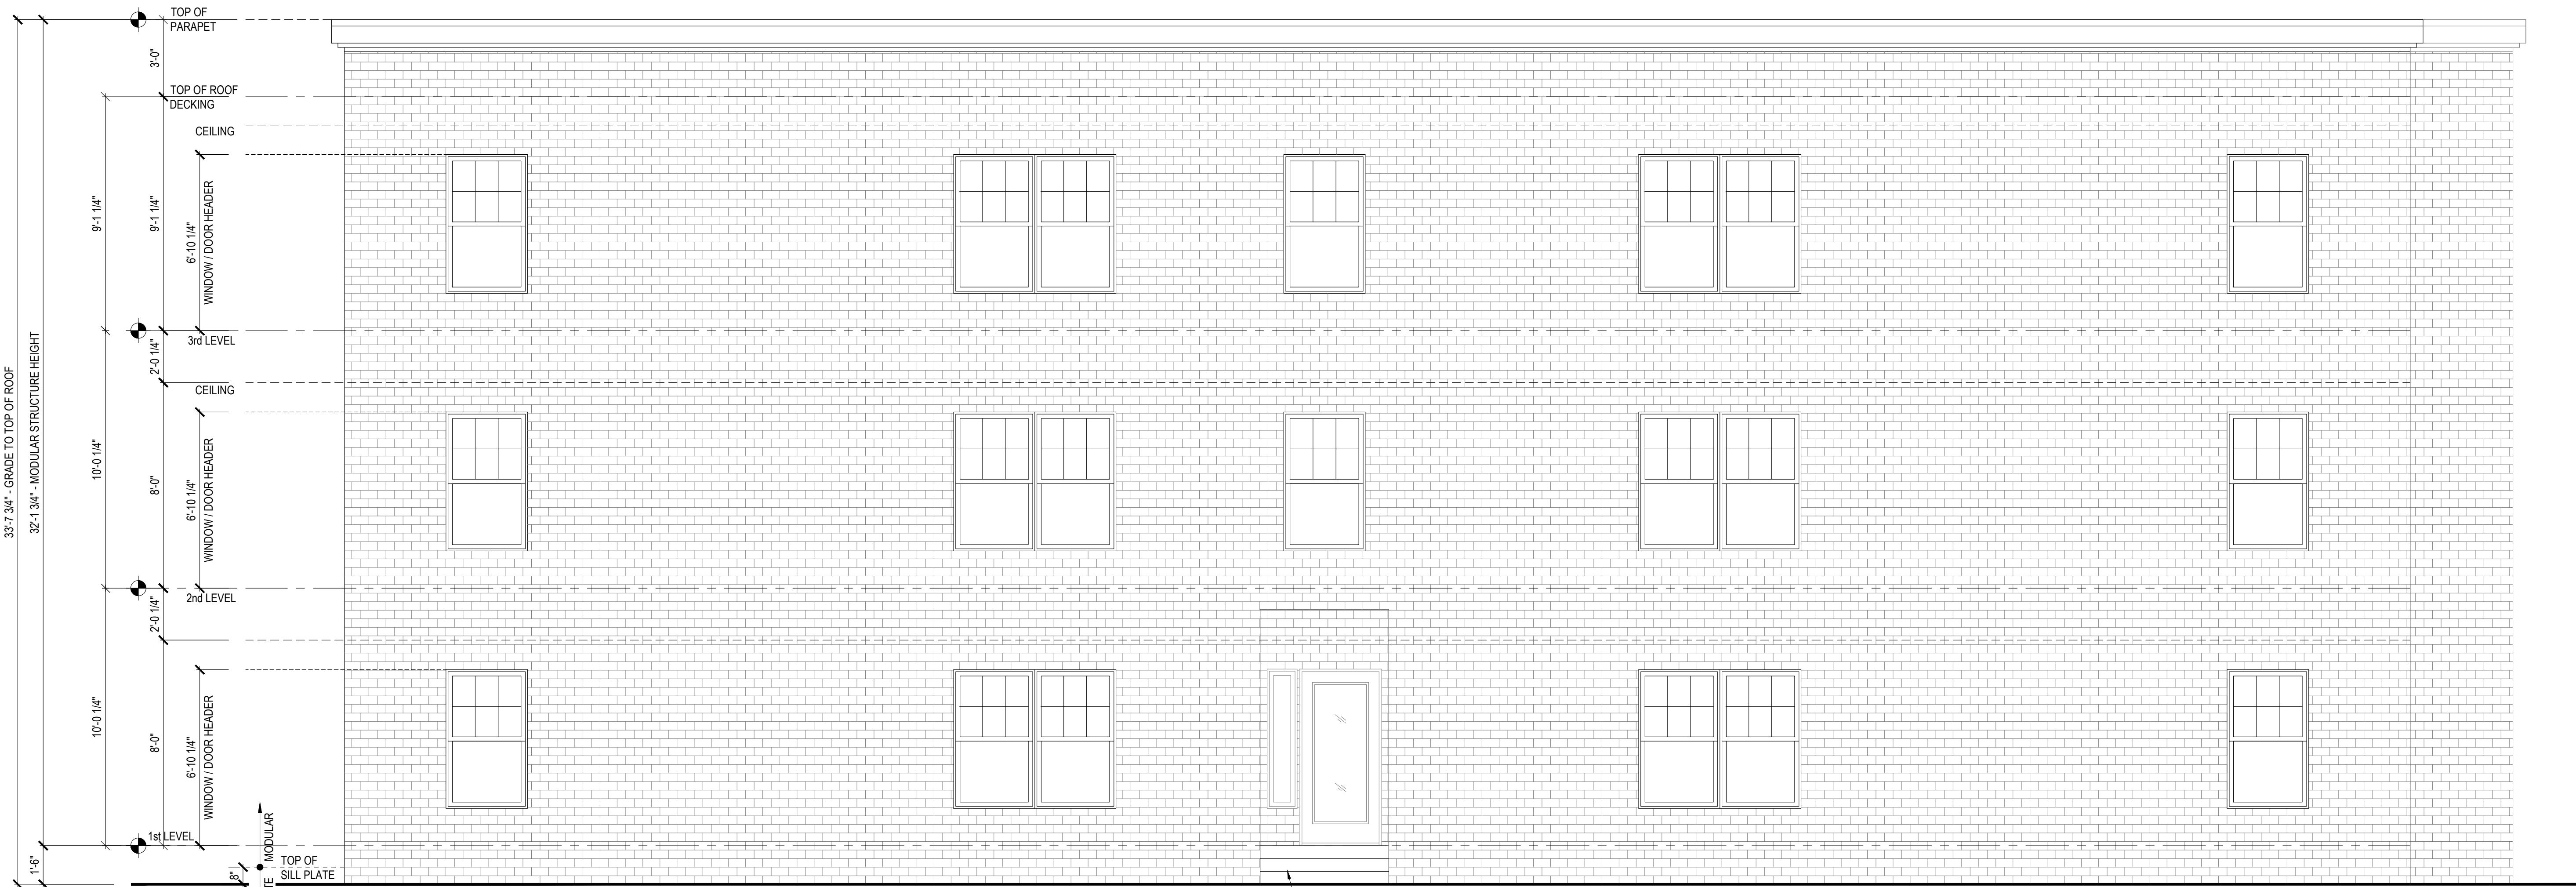 TOP OF
PARAPET
3'-0"
TOP OF ROOF
DECKING
CEILING
9'-1 1/4"
9'-1 1/4"
6'-10 1/4"
WINDOW / DOOR HEADER
3rd LEVEL
2'-0 1/4"
CEILING
33'-7 3/4" - GRADE TO TOP OF ROOF
32'-1 3/4" - MODULAR STRUCTURE HEIGHT
10'-0 1/4"
8'-0"
6'-10 1/4"
WINDOW / DOOR HEADER
2nd LEVEL
2'-0 1/4"
10'-0 1/4"
8'-0"
6'-10 1/4"
WINDOW / DOOR HEADER
1st LEVEL
MODULAR
1'-6"
8"
TOP OF
SILL PLATE